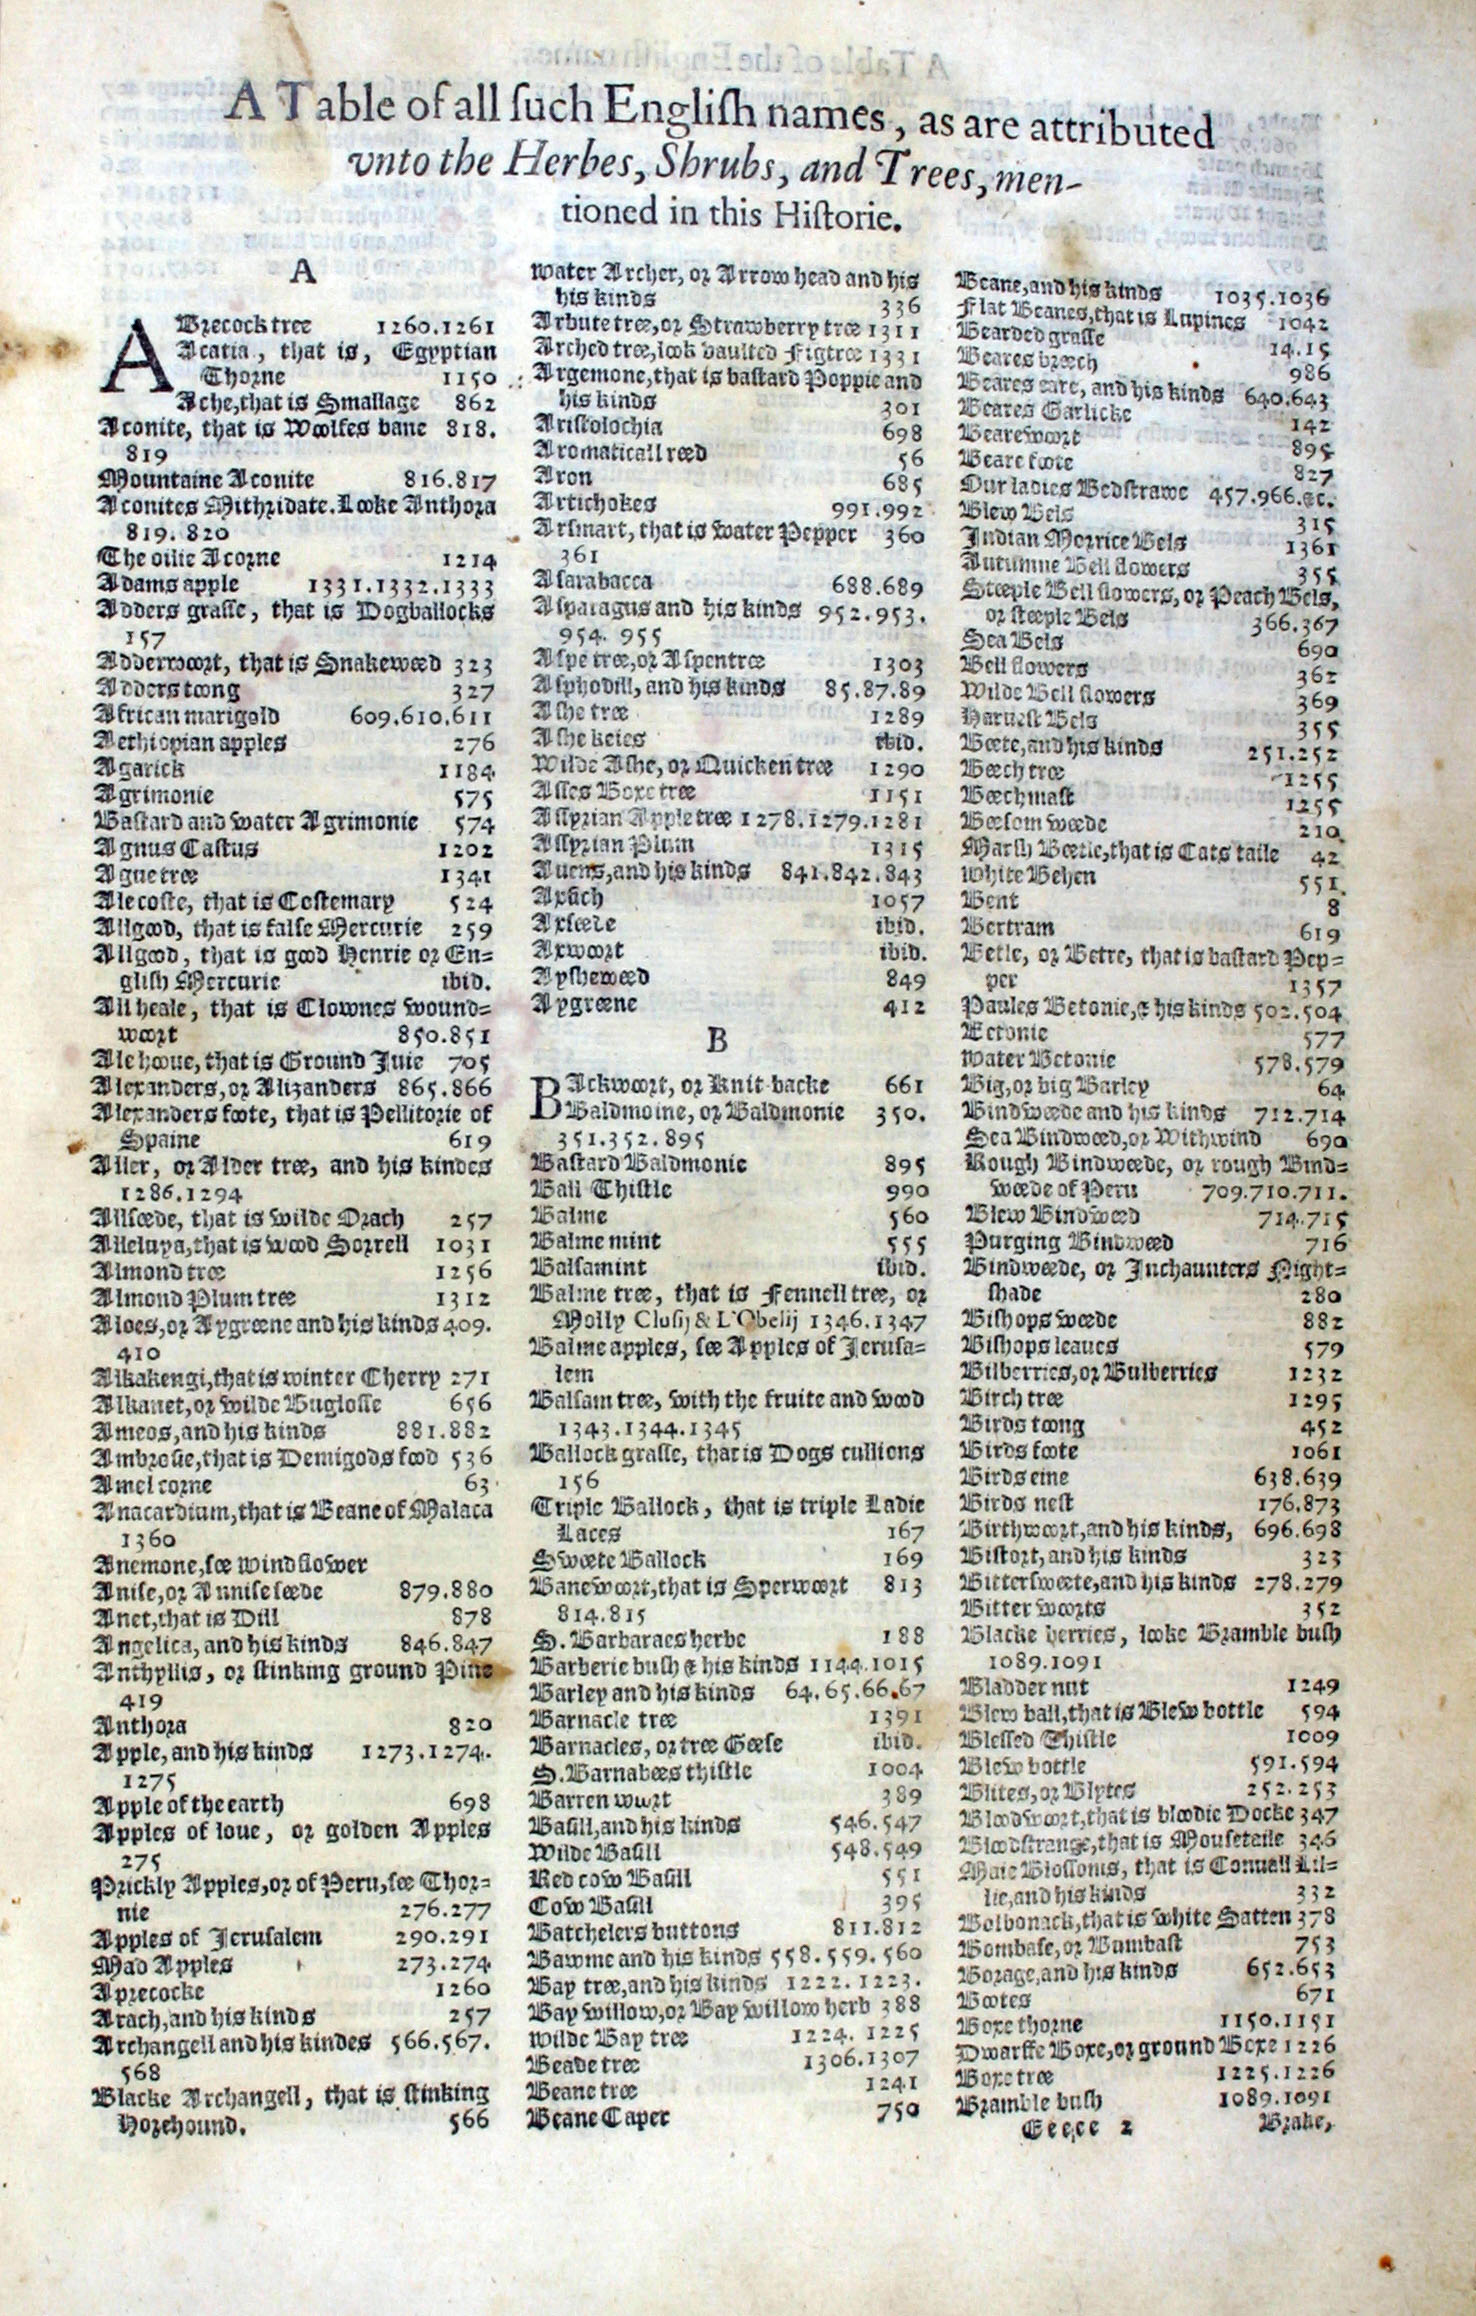 A Table of all ſuch Engliſh names, as are attributed
vnto the Herbes, Shrubs, and Trees, men-
tioned in this Hiſtorie.
A
ABrecock tree 1260.1261
Acatia, that is, Egyptian
Thorne 1150
Ache, that is Smallage 862
Aconite, that is Woolfes bane 818.
819
Mountaine Aconite 816.817
Aconites Mithridate. Looke Anthora
819. 820
The oilie Acorne 1214
Adams apple 1331.1332.1333
Adders graſſe, that is Dogballocks
157
Adderwoort, that is Snakeweed 323
Adders toong 327
African marigold 609.610.611
Aethiopian apples 276
Agarick 1184
Agrimonie 575
Baſtard and water Agrimonie 574
Agnus Caſtus 1202
Ague tree 1341
Alecoſte, that is Coſtemary 524
Allgood, that is falſe Mercurie 259
Allgood, that is good Henrie or En-
gliſh Mercurie ibid.
All heale, that is Clownes wound-
woort 850.851
Alehooue, that is Ground Iuie 705
Alexanders, or Alizanders 865.866
Alexanders foote, that is Pellitorie of
Spaine 619
Aller, or Alder tree, and his kindes
1286.1294
Allſeede, that is wilde Orach 257
Alleluya, that is wood Sorrell 1031
Almond tree 1256
Almond Plum tree 1312
Aloes, or Aygreene and his kinds 409.
410
Alkakengi, that is winter Cherry 271
Alkanet, or wilde Bugloſſe 656
Ameos, and his kinds 881.882
Ambroſie, that is Demigods food 536
Amelcorne 63
Anacardium, that is Beane of Malaca
1360
Anemone, ſee windflower
Aniſe, or Anniſe ſeede 879.880
Anet, that is Dill 878
Angelica, and his kinds 846.847
Anthyllis, or ſtinking ground Pine
419
Anthora 820
Apple, and his kinds 1273.1274.
1275
Apple of the earth 698
Apples of loue, or golden Apples
275
Prickly Apples, or of Peru, ſee Thor-
nie 276.277
Apples of Jeruſalem 290.291
Mad Apples 273.274
Aprecocke 1260
Arach, and his kinds 257
Archangell and his kindes 566.567.
568
Blacke Archangell, that is ſtinking
Horehound. 566
water Archer, or Arrow head and his
his kinds 336
Arbute tree, or Strawberry tree 1311
Arched tree, look vaulted Figtree 1331
Argemone, that is baſtard Poppie and
his kinds 301
Ariſtolochia 698
Aromaticall reed 56
Aron 685
Artichokes 991.992
Arſmart, that is water Pepper 360
361
Aſarabacca 688.689
Aſparagus and his kinds 952.953.
954. 955
Aſpe tree, or Aſpentree 1303
Aſphodill, and his kinds 85.87.89
Aſhe tree 1289
Aſhe keies ibid.
Wilde Aſhe, or Quicken tree 1290
Aſſes Boxe tree 1151
Aſſyrian Apple tree 1278.1279.1281
Aſſyrian Plum 1315
Auens, and his kinds 841.842.843
Axfitch 1057
Axſeede ibid.
Axwoort ibid.
Ayſheweed 849
Aygreene 412
B
BAckwoort, or Knit backe 661
Baldmoine, or Baldmonie 350.
351.352.895
Baſtard Baldmonie 895
Ball Thiſtle 990
Balme 560
Balme mint 555
Balſamint ibid.
Balme tree, that is Fennell tree, or
Molly Cluſij & L'Obelij 1346.1347
Balme apples, ſee Apples of Jeruſa-
lem
Balſam tree, with the fruite and wood
1343.1344.1345
Ballock graſſe, that is Dogs cullions
156
Triple Ballock, that is triple Ladie
Laces 167
Sweete Ballock 169
Banewoort, that is Sperwoort 813
814.815
S. Barbaraes herbe 188
Barberie buſh & his kinds 1144.1015
Barley and his kinds 64.65.66.67
Barnacle tree 1391
Barnacles, or tree Geeſe ibid.
S. Barnabees thiſtle 1004
Barren wurt 389
Baſill, and his kinds 546.547
Wilde Baſill 548.549
Red cow Baſill 551
Cow Baſill 395
Batchelers buttons 811.812
Bawme and his kinds 558.559.560
Bay tree, and his kinds 1222.1223.
Bay willow, or Bay willow herb 388
wilde Bay tree 1224. 1225
Beade tree 1306.1307
Beane tree 1241
Beane Caper 750
Beane, and his kinds 1035.1036
Flat Beanes, that is Lupines 1042
Bearded graſſe 14.15
Beares breech 986
Beares eare, and his kinds 640.643
Beares Garlicke 142
Bearewoort 895
Beare foote 827
Our ladies Bedſtrawe 457.966.&c.
Blew Bels 315
Indian Morrice Bels 1361
Autumne Bell flowers 355
Steeple Bell flowers, or Peach Bels,
or ſteeple Bels 366.367
Sea Bels 690
Bell flowers 362
Wilde Bell flowers 369
Harueſt Bels 355
Beete, and his kinds 251.252
Beech tree 1255
Beechmaſt 1255
Beeſom weede 210
Marſh Beetle, that is Cats taile 42
White Behen 551
Bent 8
Bertram 619
Betle, or Betre, that is baſtard Pep-
per 1357
Paules Betonie, & his kinds 502.504
Betonie 577
Water Betonie 578.579
Big, or big Barley 64
Bindweede and his kinds 712.714
Sea Bindweed, or Withwind 690
Rough Bindweede, or rough Bind-
weede of Peru 709.710.711.
Blew Bindweed 714.715
Purging Bindweed 716
Bindweede, or Inchaunters Night-
ſhade 280
Biſhops weede 882
Biſhops leaues 579
Bilberries, or Bulberries 1232
Birch tree 1295
Birds toong 452
Birds foote 1061
Birds eine 638.639
Birds neſt 176.873
Birthwoort, and his kinds, 696.698
Biſtort, and his kinds 323
Bitterſweete, and his kinds 278.279
Bitter woorts 352
Blacke berries, looke Bramble buſh
1089.1091
Bladder nut 1249
Blew ball, that is Blew bottle 594
Bleſſed Thiſtle 1009
Blew bottle 591.594
Blites, or Blytes 252.253
Bloodwoort, that is bloodie Docke 347
Bloodſtrange, that is Mouſetaile 346
Maie Bloſſoms, that is Conuall Lil-
lie, and his kinds 332
Bolbonack, that is white Satten 378
Bombaſe, or Bumbaſt 753
Borage, and his kinds 652.653
Bootes 671
Boxe thorne 1150.1151
Dwarffe Boxe, or ground Boxe 1226
Boxe tree 1225.1226
Bramble buſh 1089.1091
Eeeee 2 Brake,